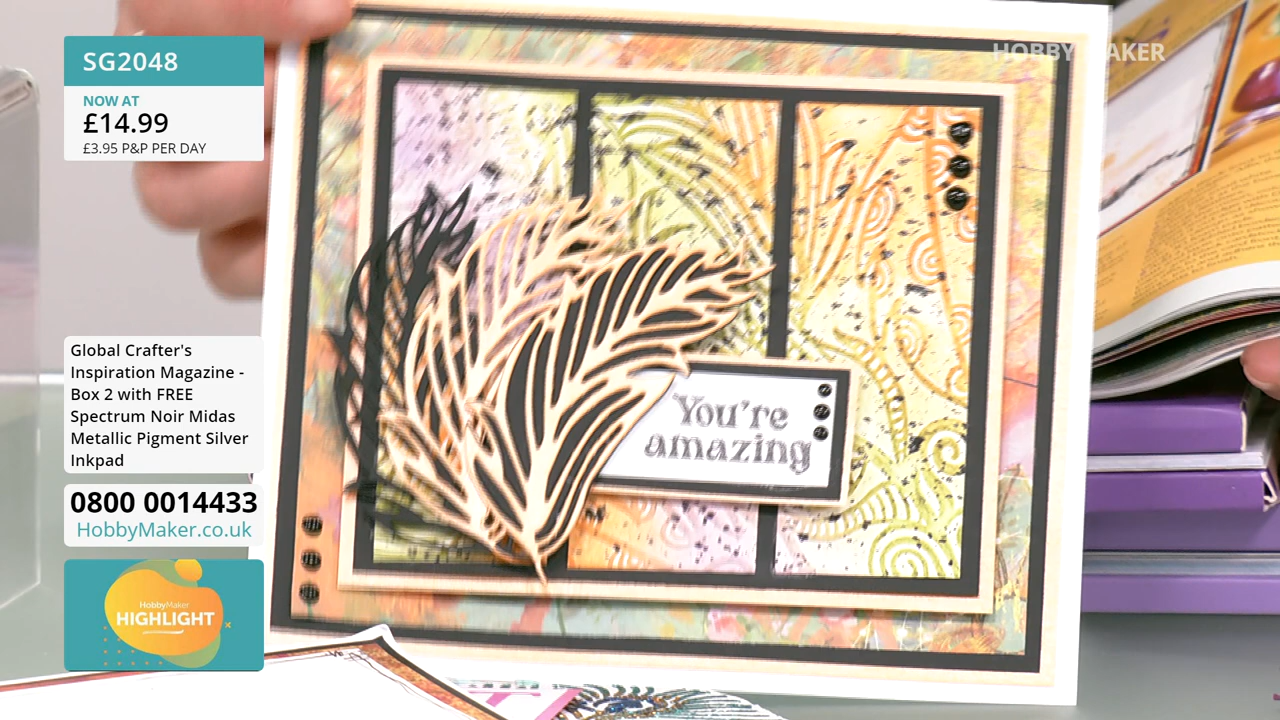 SG2048
NOW AT
£14.99
£3.95 P&P PER DAY
HOBBYMAKER
You're
amazing
Global Crafter's
Inspiration Magazine -
Box 2 with FREE
Spectrum Noir Midas
Metallic Pigment Silver
Inkpad
0800 0014433
HobbyMaker.co.uk
HobbyMaker
HIGHLIGHT